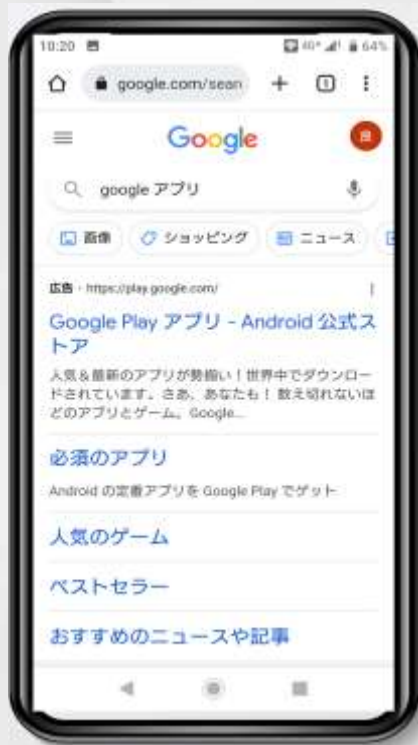 10:20 4G+ 64%
google.com/sear
Google
google アプリ
画像 ショッピング ニュース
広告・https://play.google.com/
Google Play アプリ - Android 公式ス
トア
人気＆最新のアプリが勢揃い！世界中でダウンロー
ドされています。さあ、あなたも！ 数え切れないほ
どのアプリとゲーム。Google...
必須のアプリ
Android の定番アプリを Google Play でゲット
人気のゲーム
ベストセラー
おすすめのニュースや記事